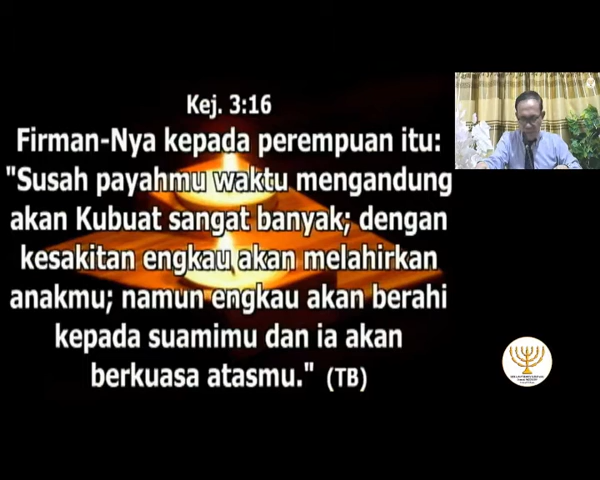 Kej. 3:16
Firman-Nya kepada perempuan itu:
"Susah payahmu waktu mengandung
akan Kubuat sangat banyak; dengan
kesakitan engkau akan melahirkan
anakmu; namun engkau akan berahi
kepada suamimu dan ia akan
berkuasa atasmu." (TB)